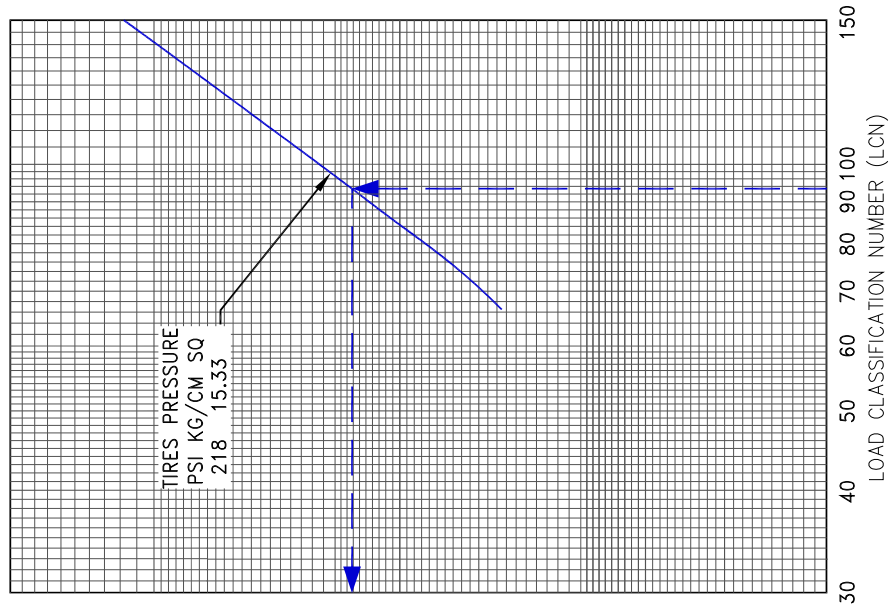 TIRES PRESSURE
PSI KG/CM SQ
218 15.33
30 40 50 60 70 80 90 100 150
LOAD CLASSIFICATION NUMBER (LCN)